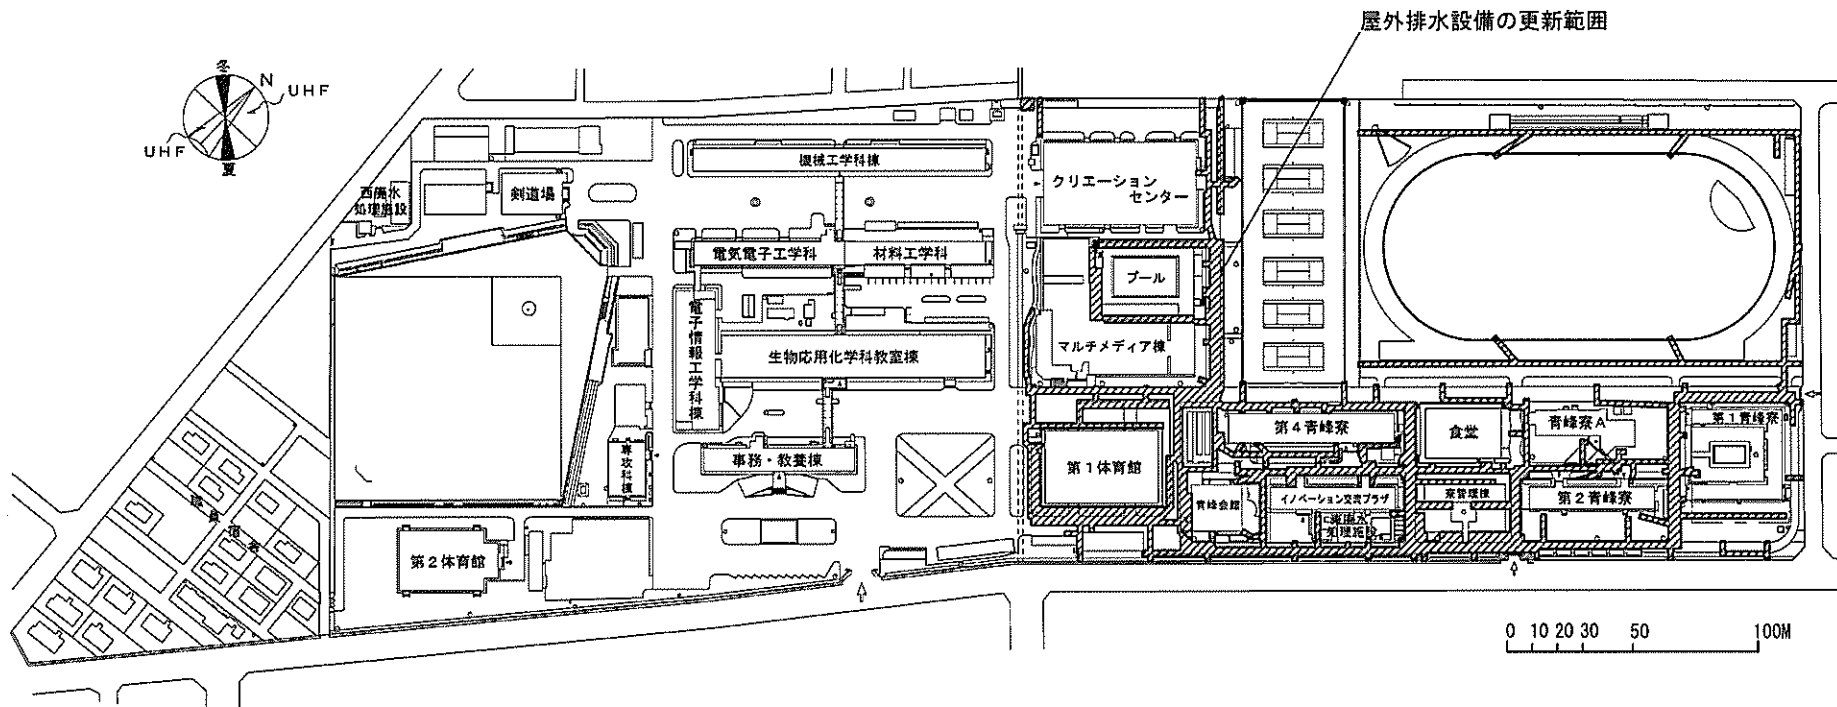 屋外排水設備の更新範囲
冬
N
UHF
UHF
夏
機械工学科棟
クリエーション
センター
西廃水
処理施設
剣道場
電気電子工学科
材料工学科
プール
電子情報工学科棟
生物応用化学科教室棟
マルチメディア棟
第4青峰寮
食堂
青峰寮A
第1青峰寮
専攻科棟
事務・教養棟
第1体育館
青峰会館
イノベーション交流プラザ
寮管理棟
第2青峰寮
処理施設
職員宿舎
第2体育館
0 10 20 30 50 100M